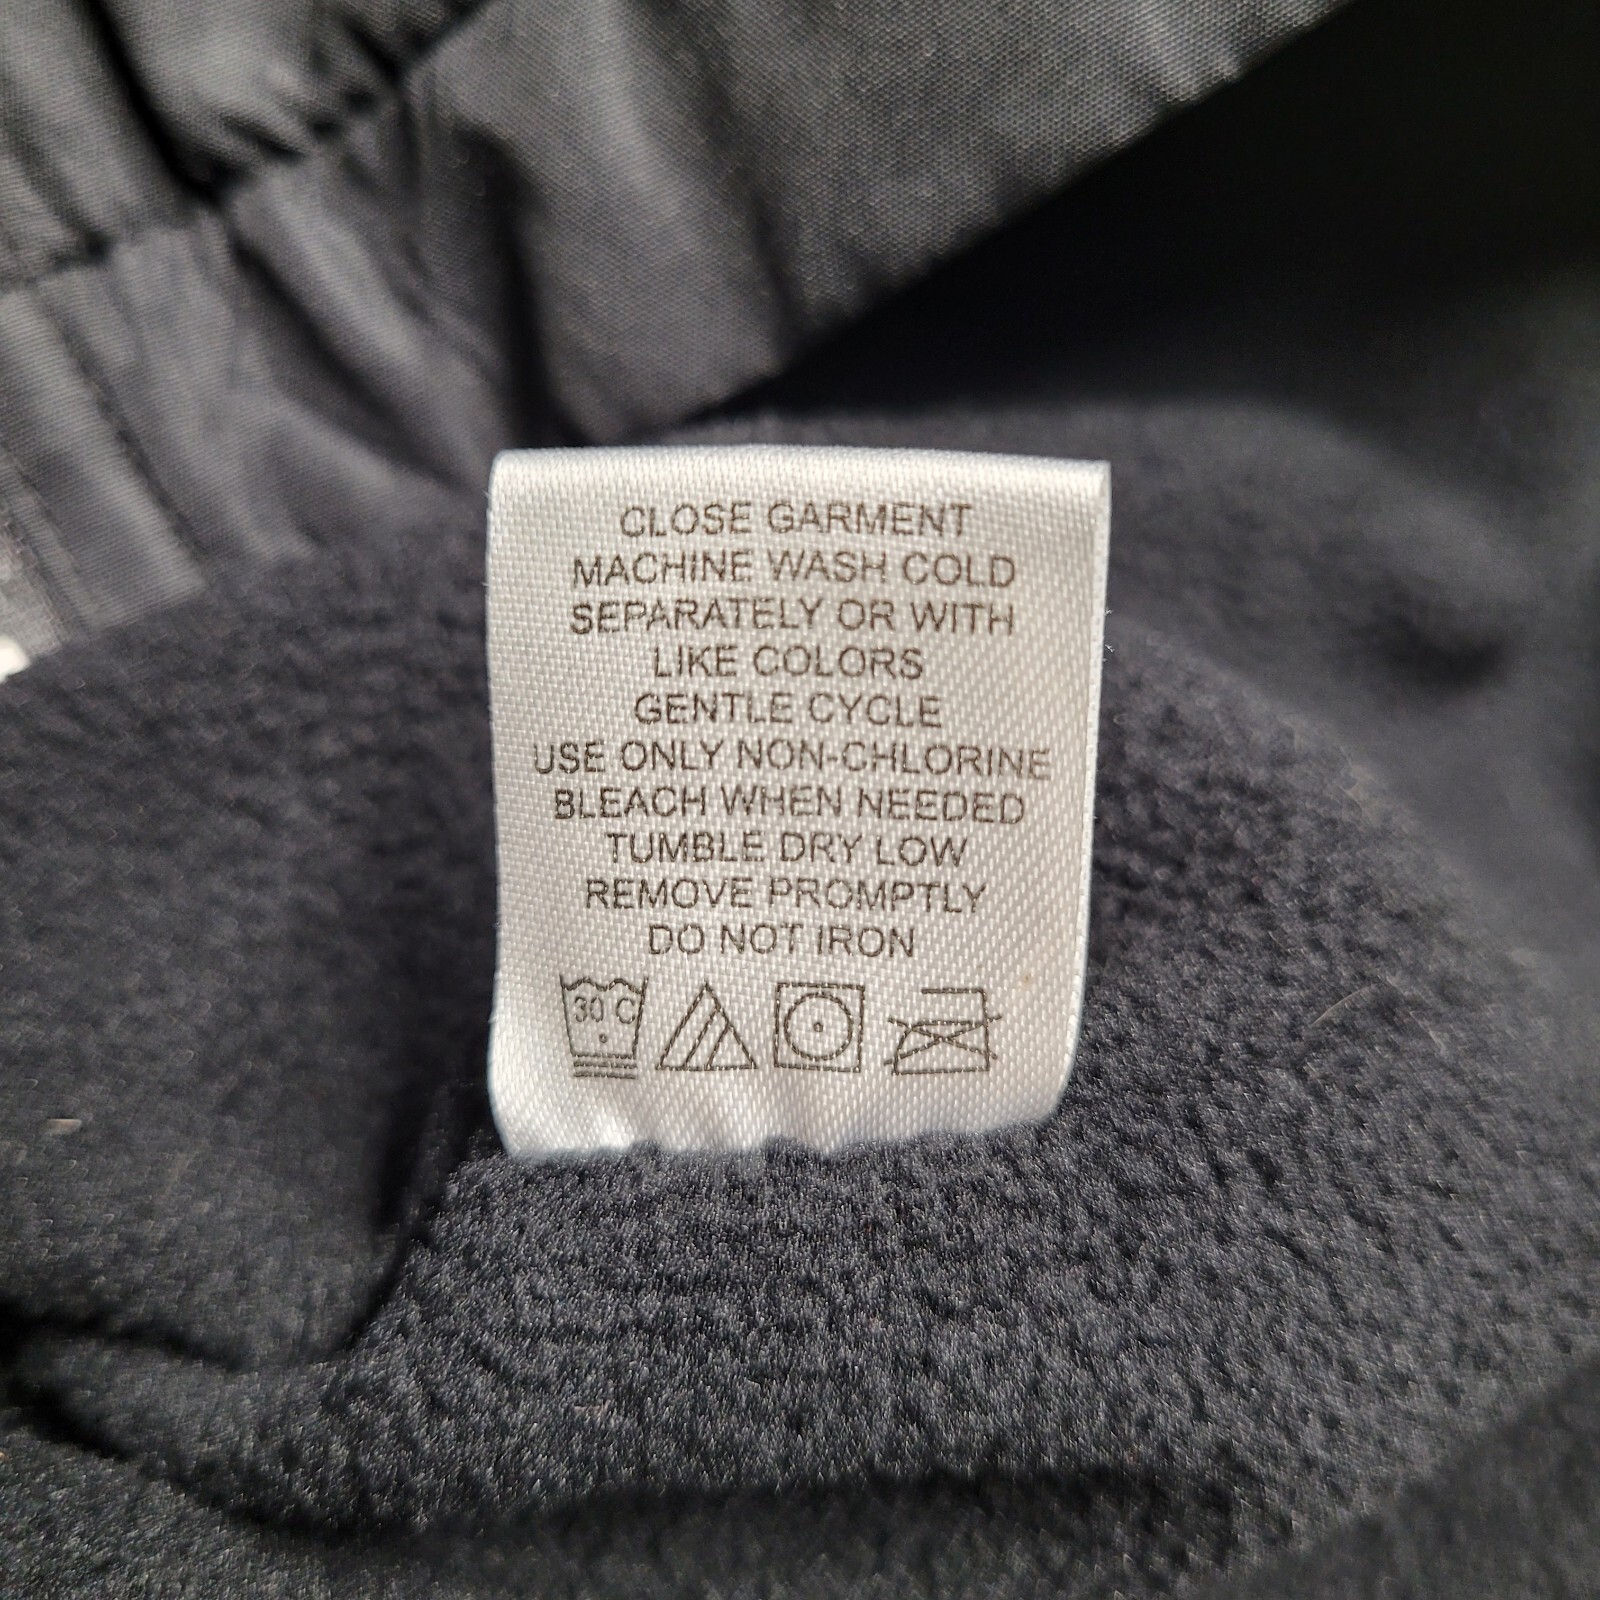 CLOSE GARMENT
MACHINE WASH COLD
SEPARATELY OR WITH
LIKE COLORS
GENTLE CYCLE
USE ONLY NON-CHLORINE
BLEACH WHEN NEEDED
TUMBLE DRY LOW
REMOVE PROMPTLY
DO NOT IRON
30 C